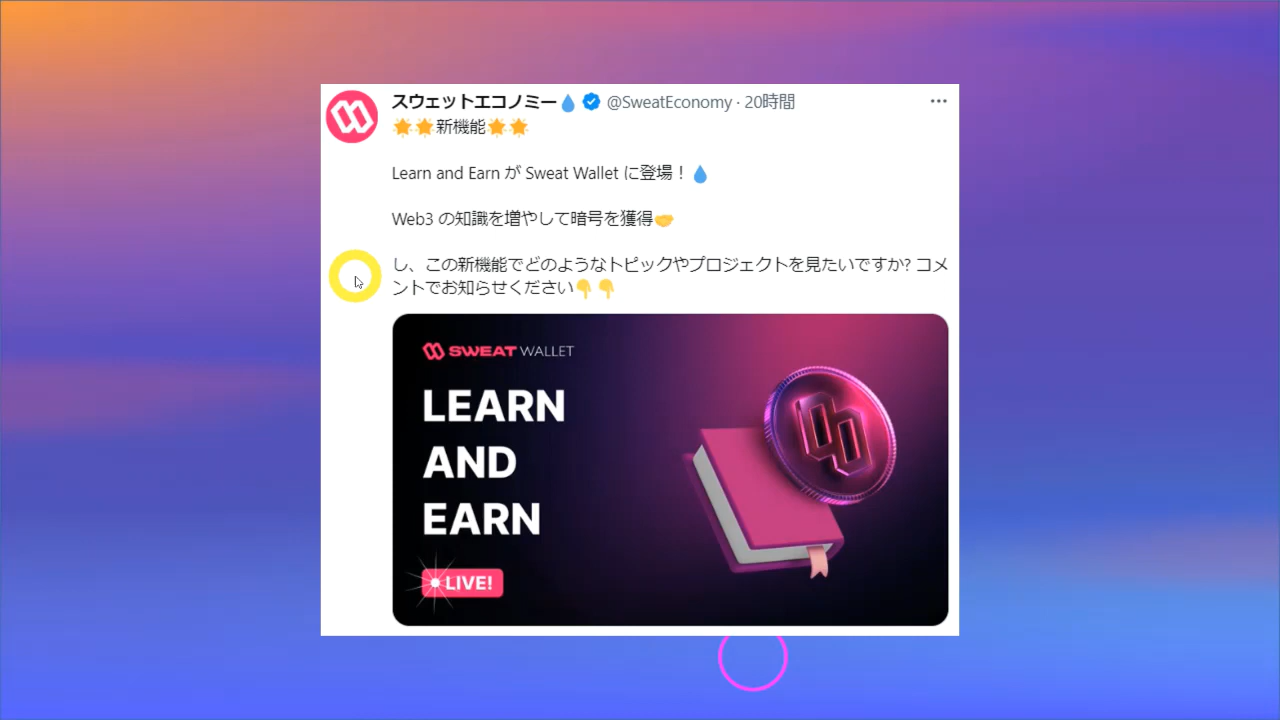 スウェットエコノミー💧 @SweatEconomy · 20時間
🌟🌟新機能🌟🌟
Learn and Earn が Sweat Wallet に登場！💧
Web3 の知識を増やして暗号を獲得🤝
し、この新機能でどのようなトピックやプロジェクトを見たいですか? コメ
ントでお知らせください👇👇
SWEAT WALLET
LEARN
AND
EARN
LIVE!